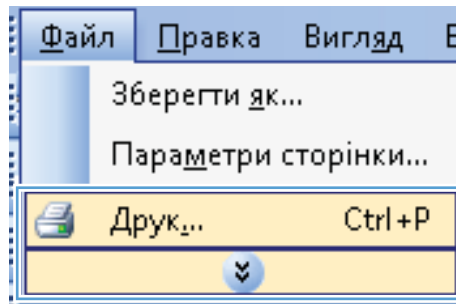 Файл Правка Вигляд
Зберегти як...
Параметри сторінки...
Друк... Ctrl+P